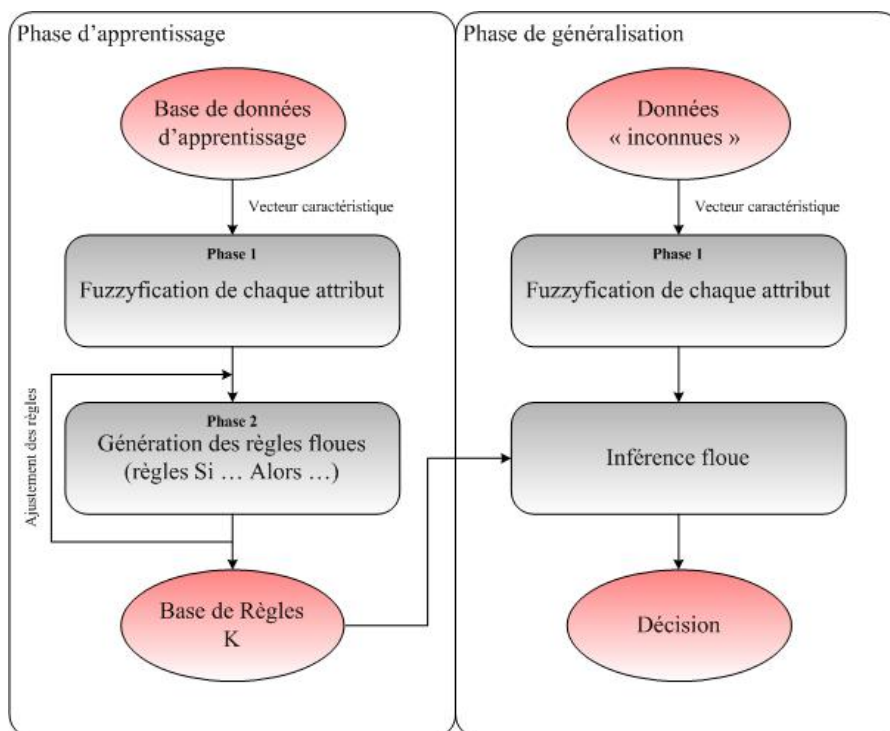 Phase d'apprentissage
Base de données
d'apprentissage
Vecteur caractéristique
Phase 1
Fuzzyfication de chaque attribut
Ajustement des règles
Phase 2
Génération des règles floues
(règles Si … Alors …)
Base de Règles
K
Phase de généralisation
Données
« inconnues »
Vecteur caractéristique
Phase 1
Fuzzyfication de chaque attribut
Inférence floue
Décision